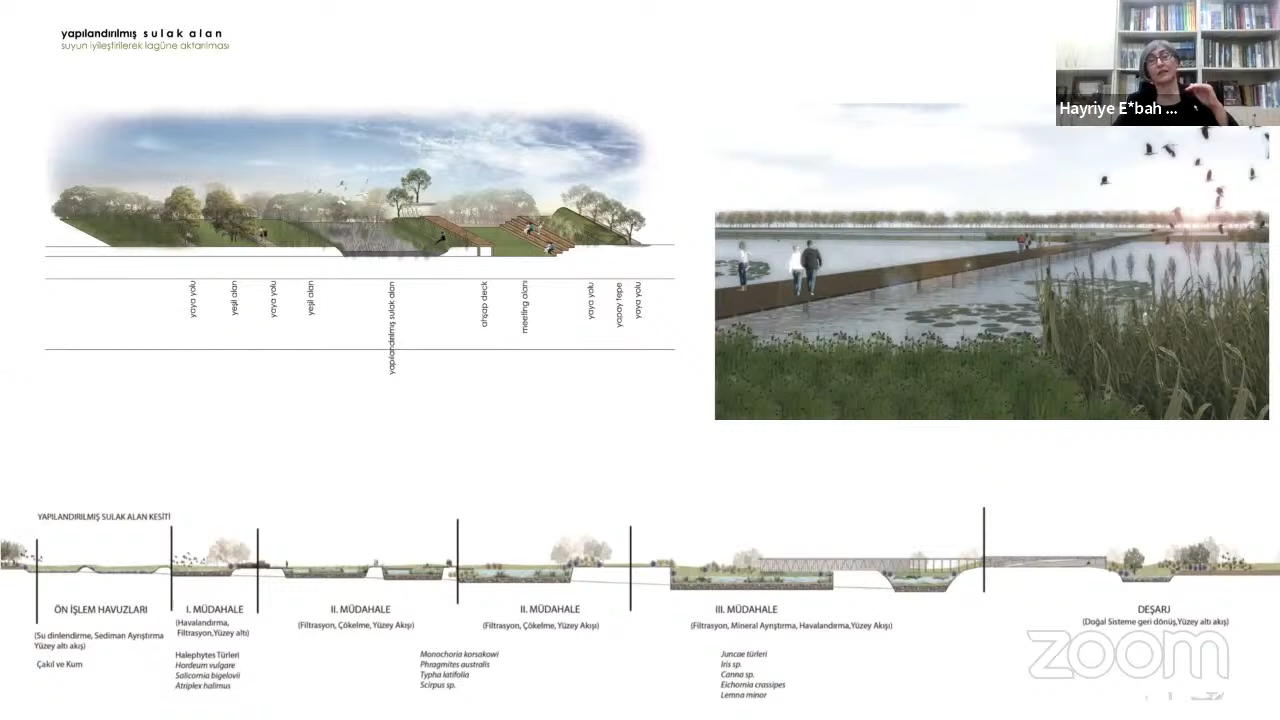 yapılandırılmış sulak alan
suyun iyileştirilerek lagüne aktarılması
Hayriye E*bah ...
yaya yolu
yeşil alan
yaya yolu
yeşil alan
yapılandırılmış sulak alan
ahşap deck
meeting alanı
yaya yolu
yapay tepe
yaya yolu
YAPILANDIRILMIŞ SULAK ALAN KESİTİ
ÖN İŞLEM HAVUZLARI
(Su dinlendirme, Sediman Ayrıştırma
Yüzey altı akış)
Çakıl ve Kum
I. MÜDAHALE
(Havalandırma,
Filtrasyon,Yüzey altı)
Halephytes Türleri
Hordeum vulgare
Salicornia bigelovii
Atriplex halimus
II. MÜDAHALE
(Filtrasyon, Çökelme, Yüzey Akışı)
Monochoria korsakowi
Phragmites australis
Typha latifolia
Scirpus sp.
II. MÜDAHALE
(Filtrasyon, Çökelme, Yüzey Akışı)
III. MÜDAHALE
(Filtrasyon, Mineral Ayrıştırma, Havalandırma,Yüzey Akışı)
Juncae türleri
Iris sp.
Canna sp.
Eichornia crassipes
Lemna minor
DEŞARJ
(Doğal Sisteme geri dönüş,Yüzey altı akışı)
zoom